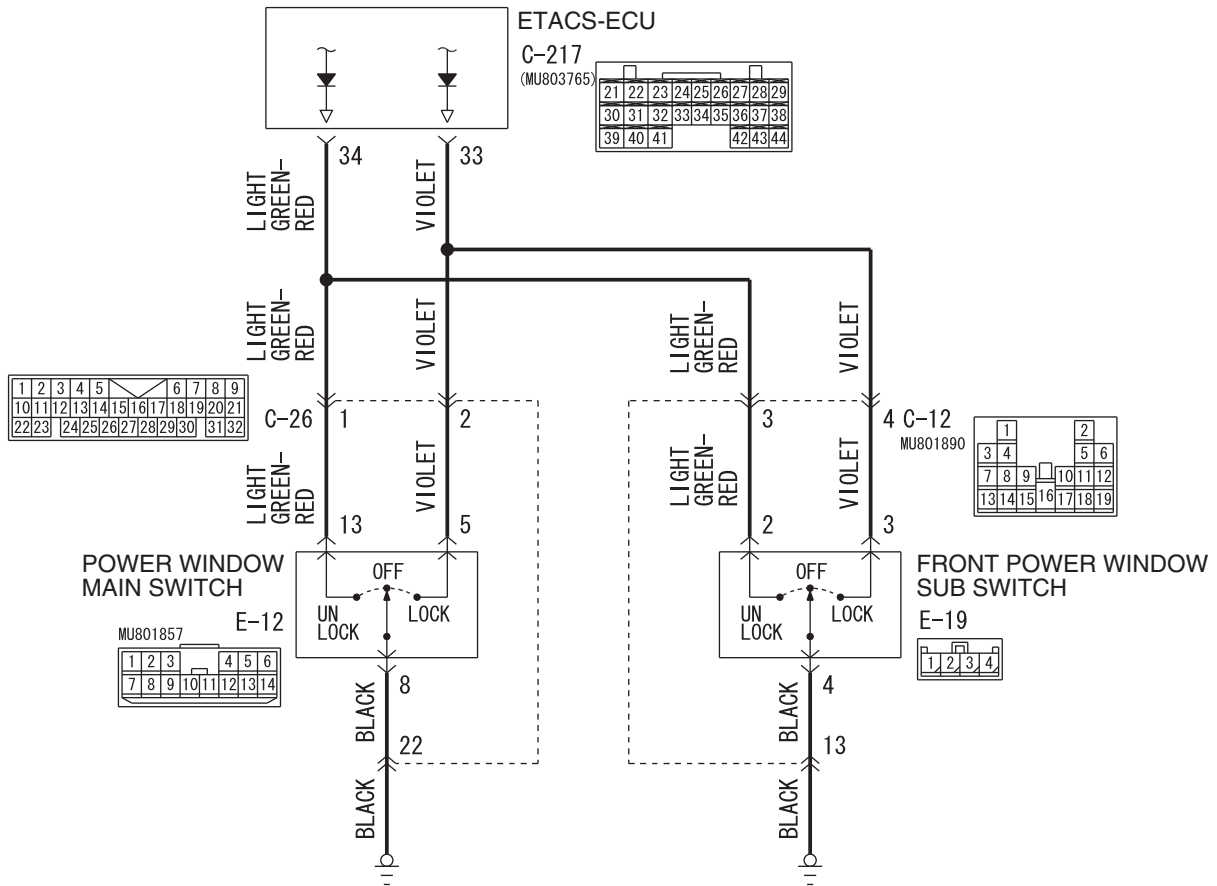 ETACS-ECU
C-217
(MU803765)
21 22 23 24 25 26 27 28 29
30 31 32 33 34 35 36 37 38
39 40 41 42 43 44
34
33
LIGHT
GREEN-
RED
VIOLET
LIGHT
GREEN-
RED
VIOLET
LIGHT
GREEN-
RED
VIOLET
1 2 3 4 5 6 7 8 9
10 11 12 13 14 15 16 17 18 19 20 21
22 23 24 25 26 27 28 29 30 31 32
C-26
1
2
3
4
C-12
MU801890
1 2
3 4 5 6
7 8 9 10 11 12
13 14 15 16 17 18 19
LIGHT
GREEN-
RED
VIOLET
LIGHT
GREEN-
RED
VIOLET
13
5
2
3
POWER WINDOW
MAIN SWITCH
E-12
MU801857
1 2 3 4 5 6
7 8 9 10 11 12 13 14
OFF
UN
LOCK
LOCK
OFF
UN
LOCK
LOCK
FRONT POWER WINDOW
SUB SWITCH
E-19
1 2 3 4
8
BLACK
22
BLACK
4
BLACK
13
BLACK